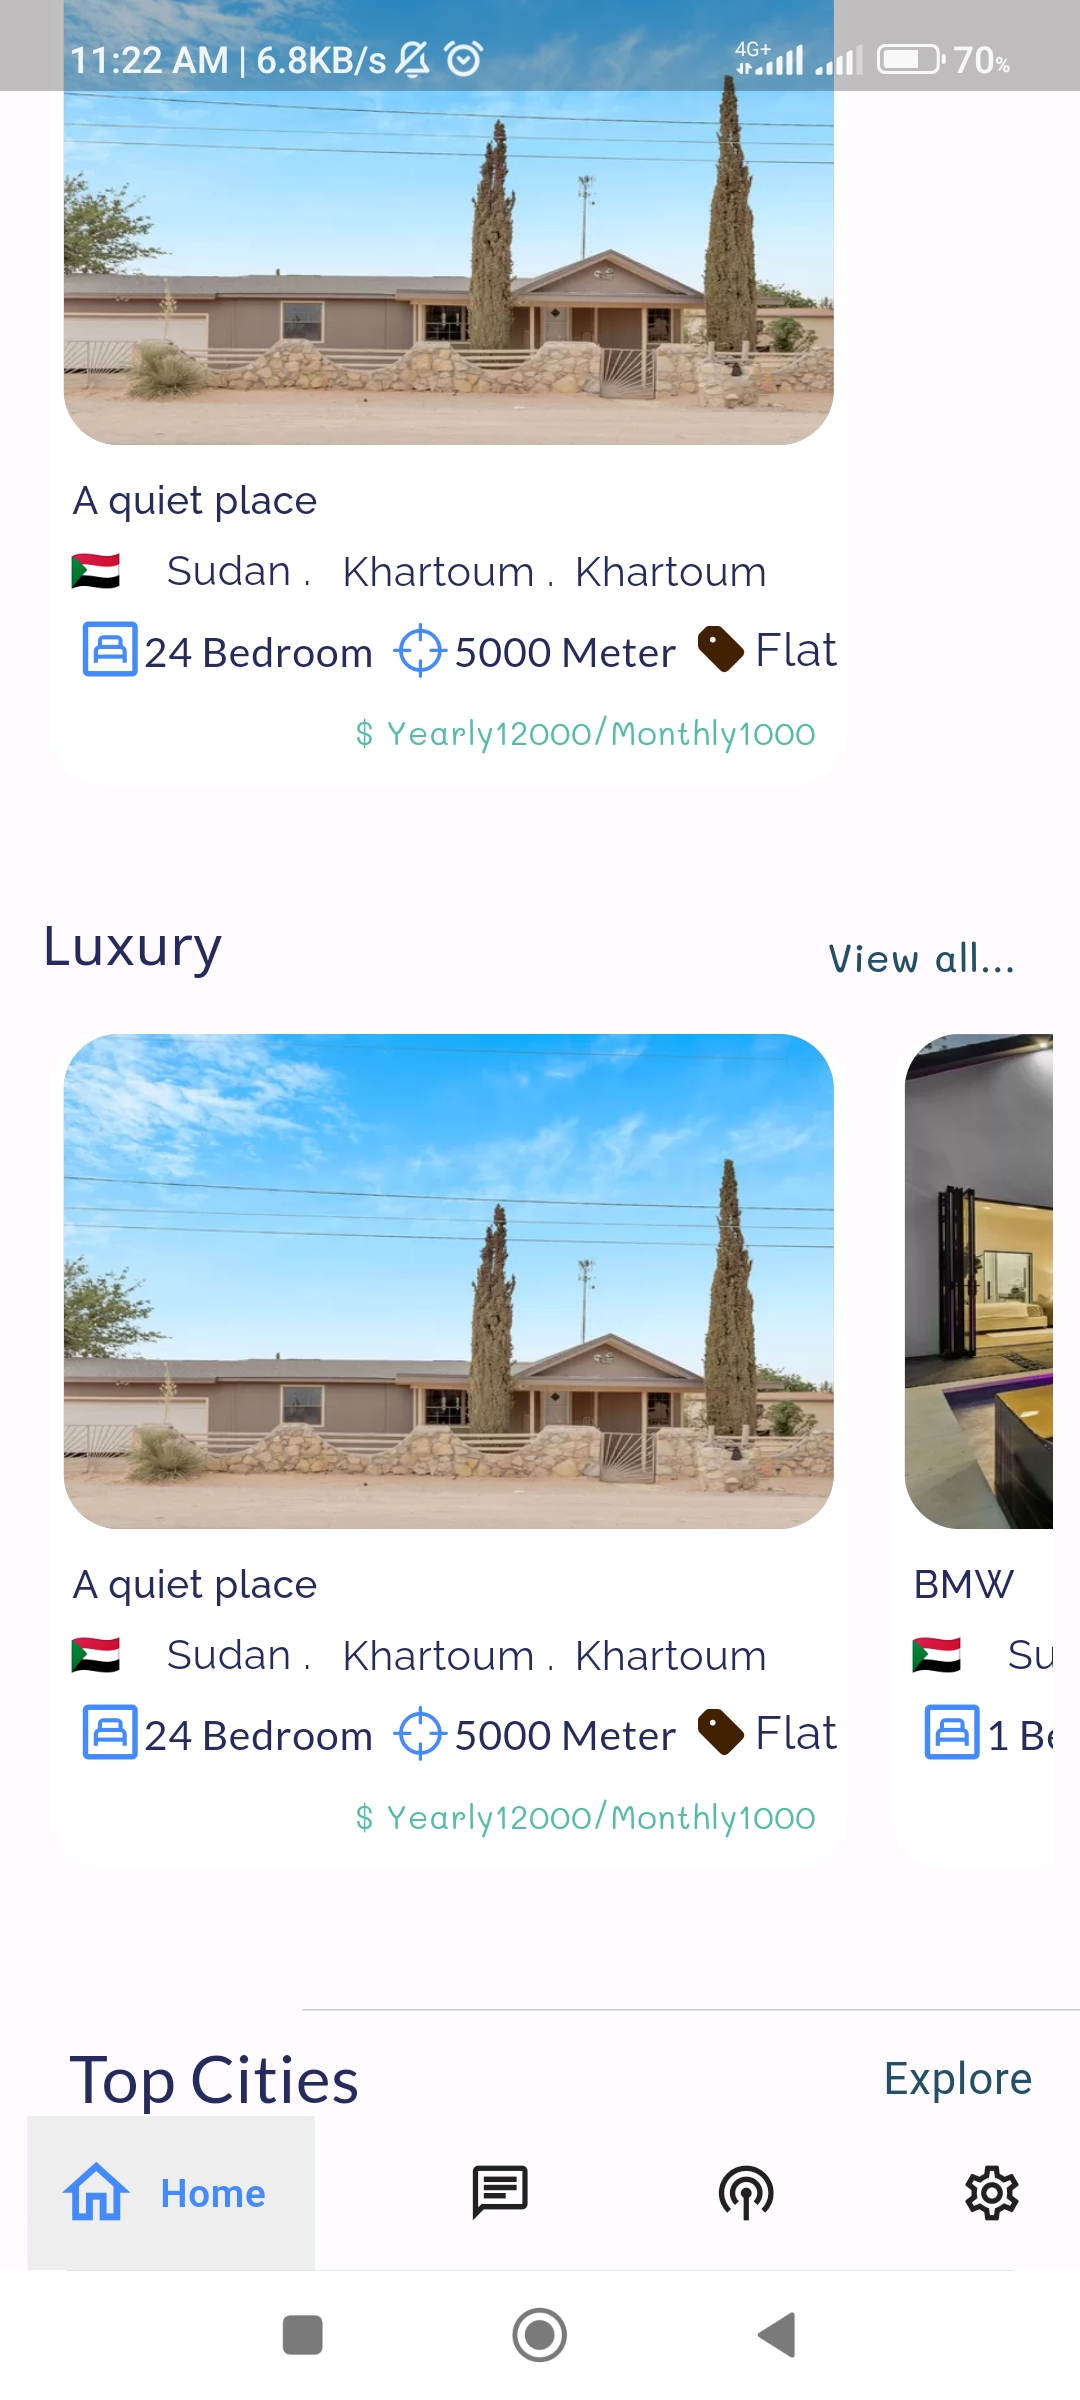 11:22 AM | 6.8KB/s 4G+ 70%
A quiet place
Sudan . Khartoum . Khartoum
24 Bedroom 5000 Meter Flat
$ Yearly12000/Monthly1000
Luxury View all...
A quiet place BMW
Sudan . Khartoum . Khartoum Su
24 Bedroom 5000 Meter Flat 1 Be
$ Yearly12000/Monthly1000
Top Cities Explore
Home